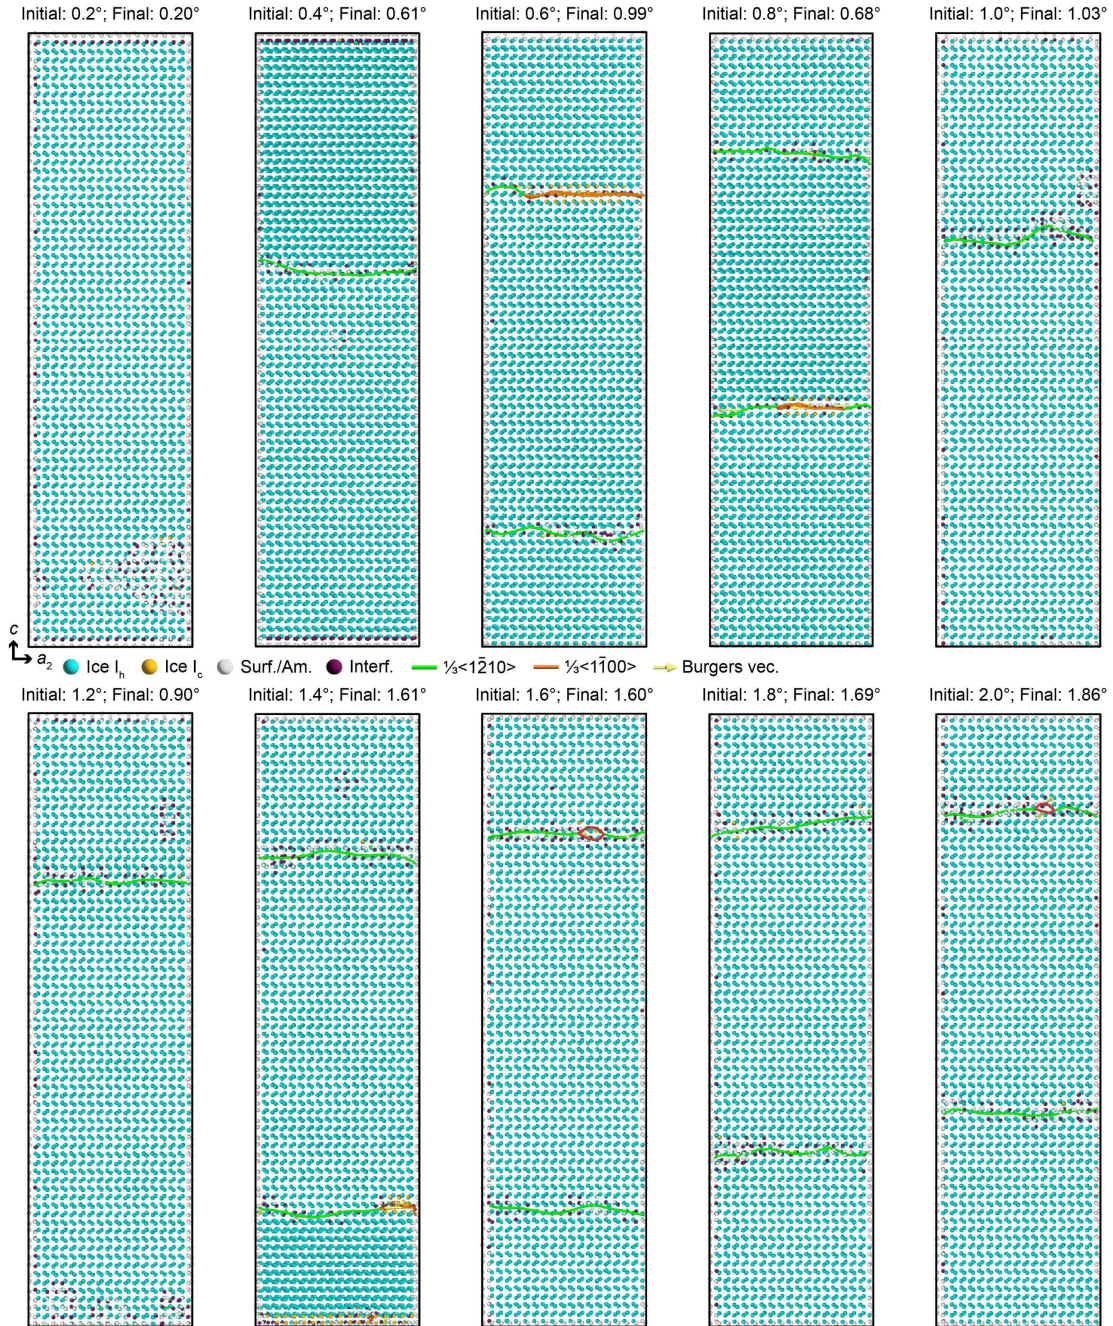 Initial: 0.2°; Final: 0.20°
Initial: 0.4°; Final: 0.61°
Initial: 0.6°; Final: 0.99°
Initial: 0.8°; Final: 0.68°
Initial: 1.0°; Final: 1.03°
c
a₂
Ice Iₕ
Ice I_c
Surf./Am.
Interf.
⅓<12̄10>
⅓<11̄00>
Burgers vec.
Initial: 1.2°; Final: 0.90°
Initial: 1.4°; Final: 1.61°
Initial: 1.6°; Final: 1.60°
Initial: 1.8°; Final: 1.69°
Initial: 2.0°; Final: 1.86°